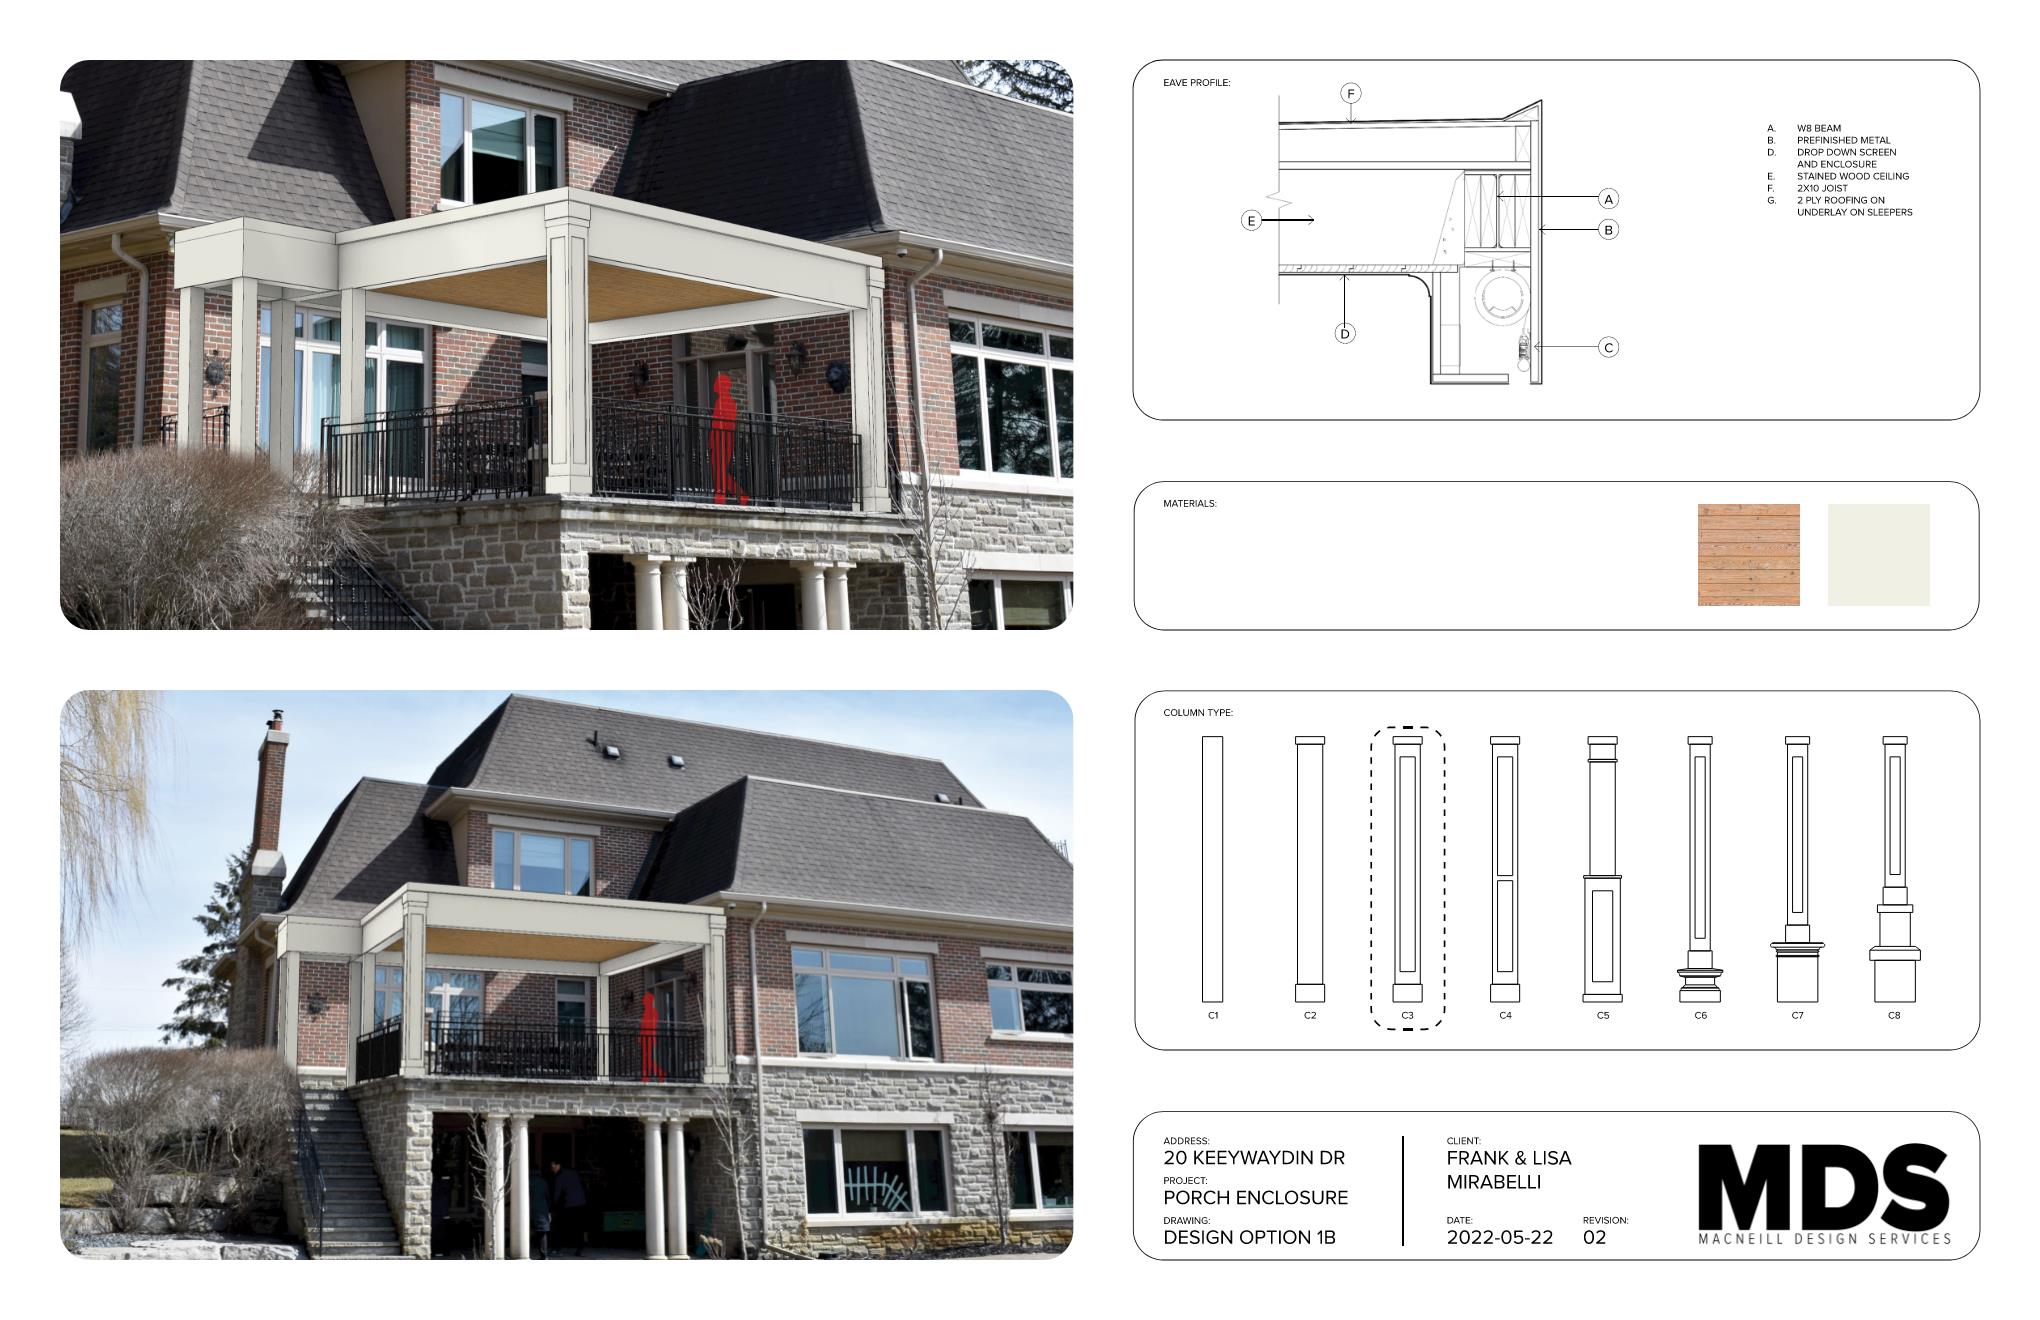 EAVE PROFILE:
F
A
B
E
D
C
A. W8 BEAM
B. PREFINISHED METAL
D. DROP DOWN SCREEN
AND ENCLOSURE
E. STAINED WOOD CEILING
F. 2X10 JOIST
G. 2 PLY ROOFING ON
UNDERLAY ON SLEEPERS
MATERIALS:
COLUMN TYPE:
C1 C2 C3 C4 C5 C6 C7 C8
ADDRESS:
20 KEEYWAYDIN DR
PROJECT:
PORCH ENCLOSURE
DRAWING:
DESIGN OPTION 1B
CLIENT:
FRANK & LISA
MIRABELLI
DATE:
2022-05-22
REVISION:
02
MDS
MACNEILL DESIGN SERVICES